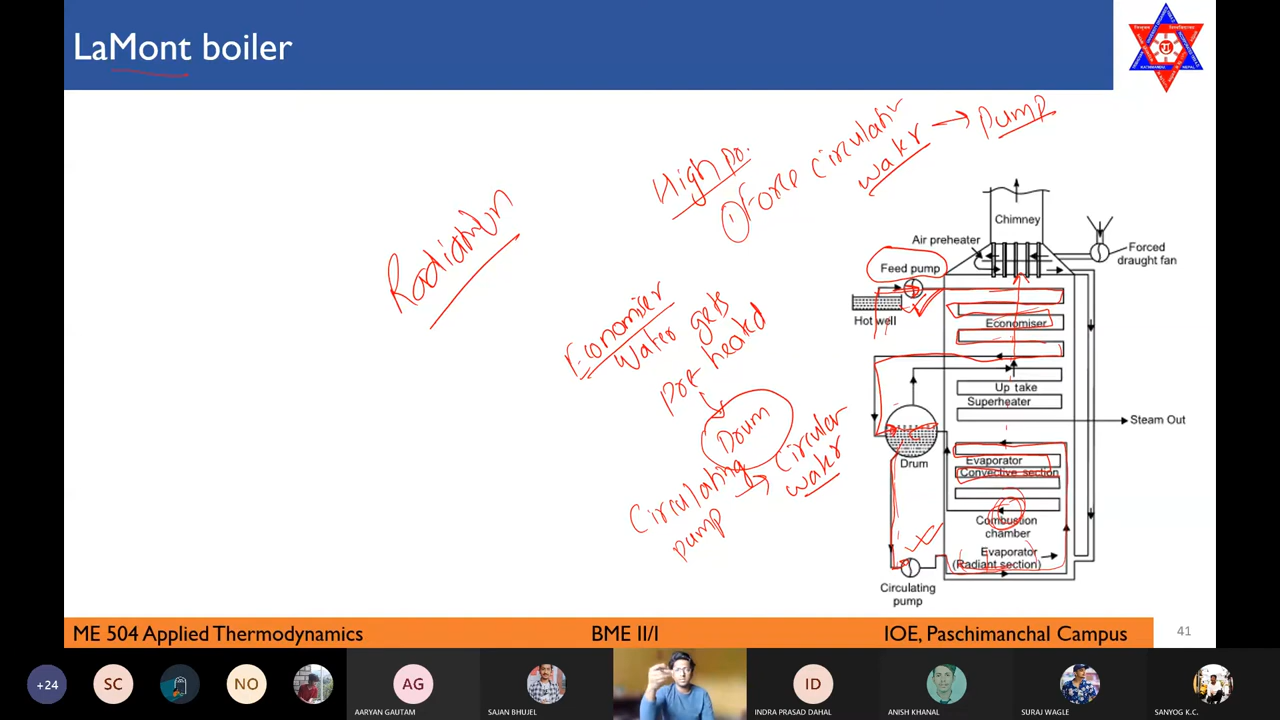 LaMont boiler
High pr.
① Force circulatin
water → Pump
Radiation
Economiser
Water gets
pre heated
Drum
Circulating
pump
Circular
water
Chimney
Air preheater
Forced
draught fan
Feed pump
Hot well
Economiser
Up take
Superheater
Steam Out
Drum
Evaporator
(Convective section)
Combustion
chamber
Evaporator
(Radiant section)
Circulating
pump
ME 504 Applied Thermodynamics
BME II/I
IOE, Paschimanchal Campus
41
+24
SC
NO
AG
ID
AARYAN GAUTAM
SAJAN BHUJEL
INDRA PRASAD DAHAL
ANISH KHANAL
SURAJ WAGLE
SANYOG K.C.